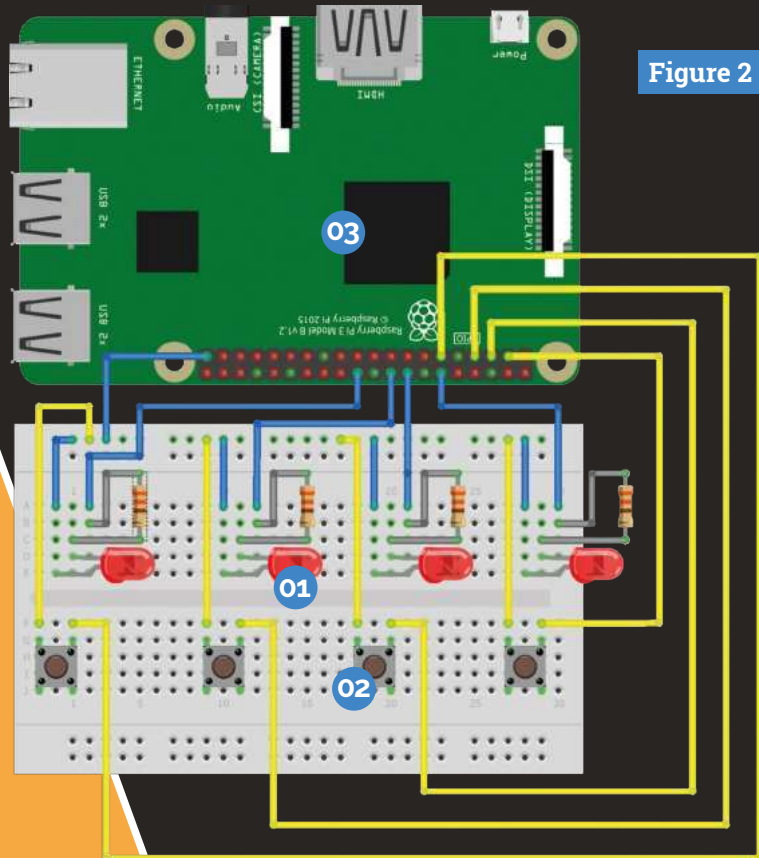 Figure 2
Power
HDMI
Audio
CSI (CAMERA)
ETHERNET
DSI (DISPLAY)
USB 2x
USB 2x
03
Raspberry Pi 3 Model B v1.2
© Raspberry Pi 2015
GPIO
01
02